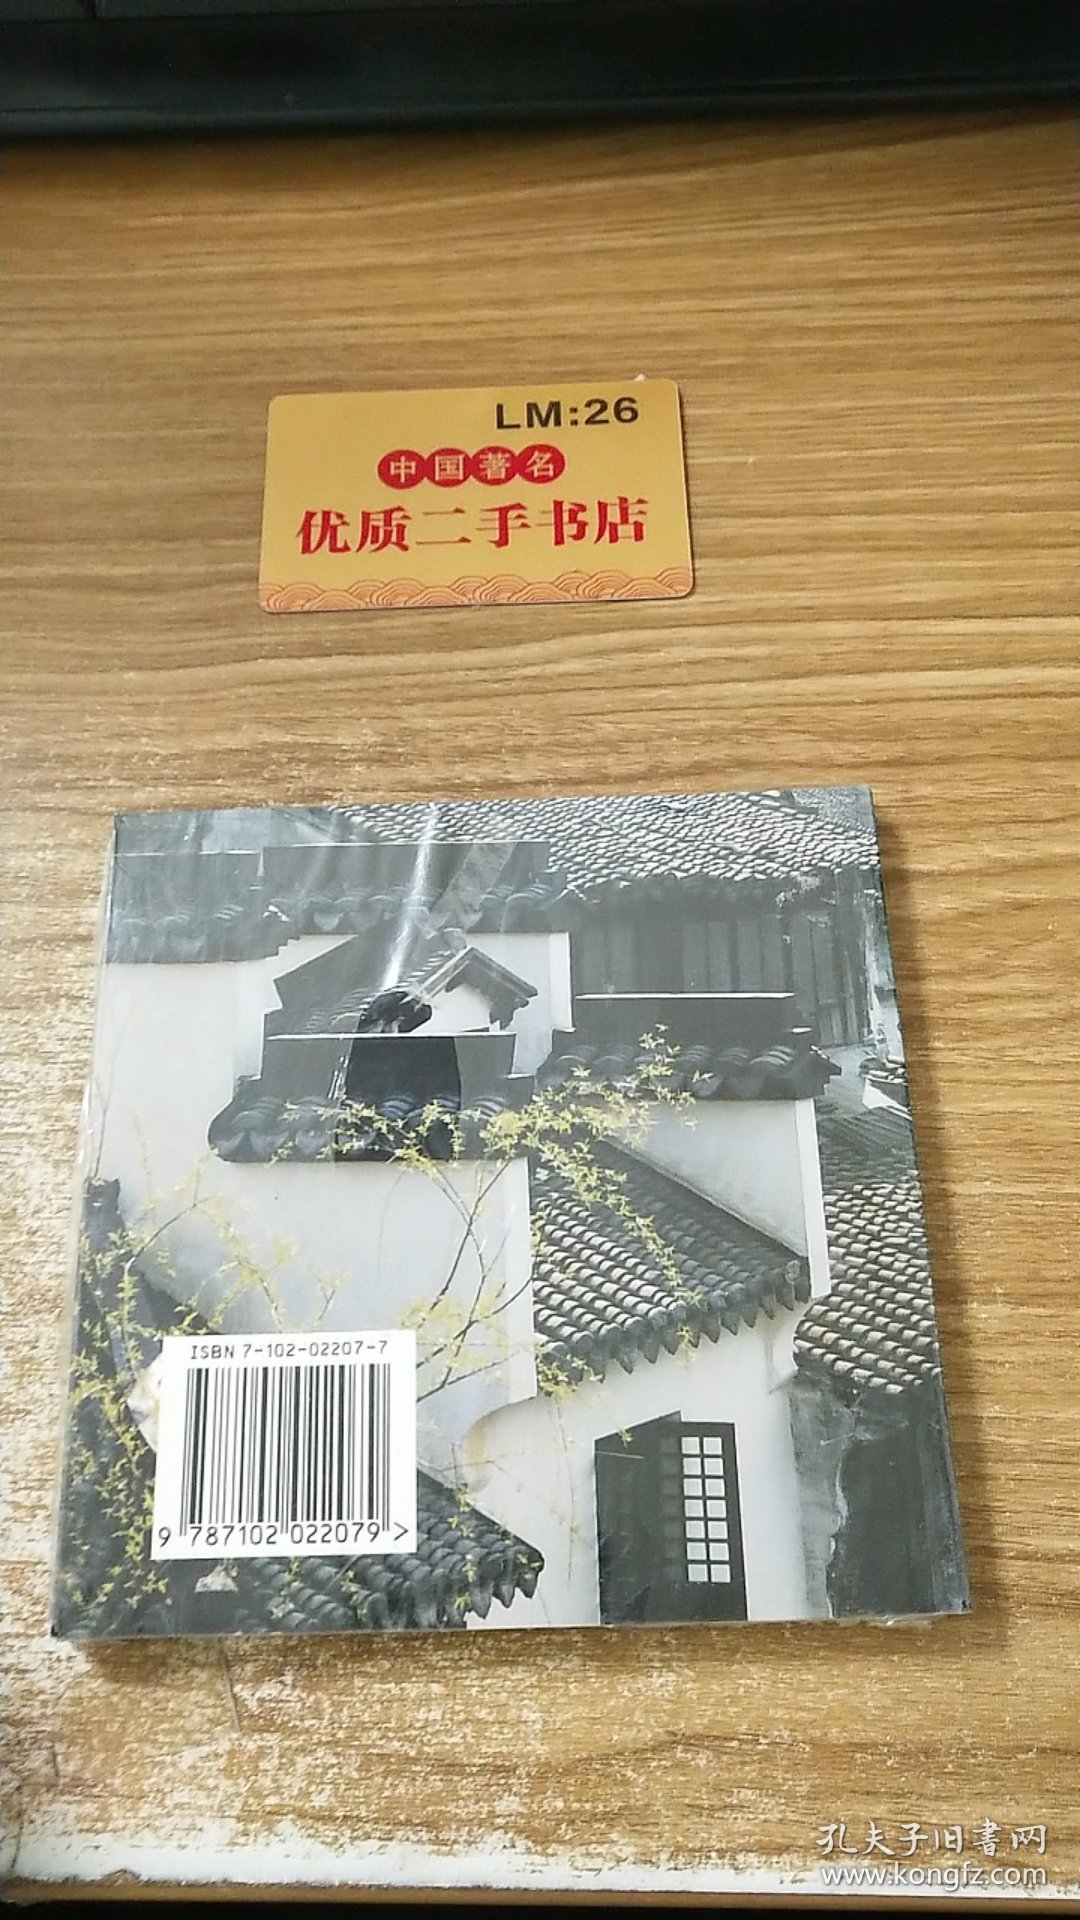 LM:26
中国著名
优质二手书店
ISBN 7-102-02207-7
9 787102 022079 >
孔夫子旧書网
www.kongfz.com